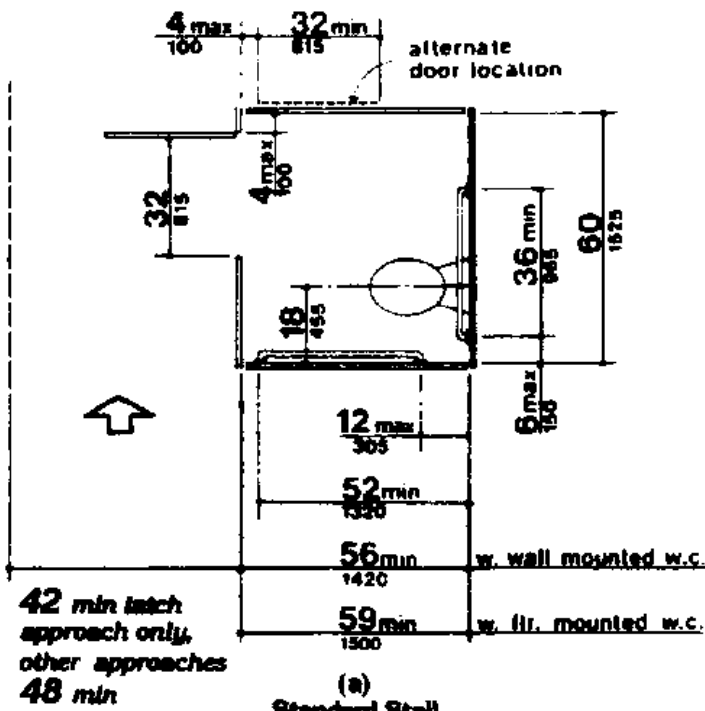 4 max
100
32 min
815
alternate
door location
32
815
4 max
100
18
455
36 min
965
60
1525
6 max
150
12 max
305
52 min
1320
56 min
1420
w. wall mounted w.c.
59 min
1500
w. flr. mounted w.c.
42 min latch
approach only,
other approaches
48 min
(a)
Standard Stall